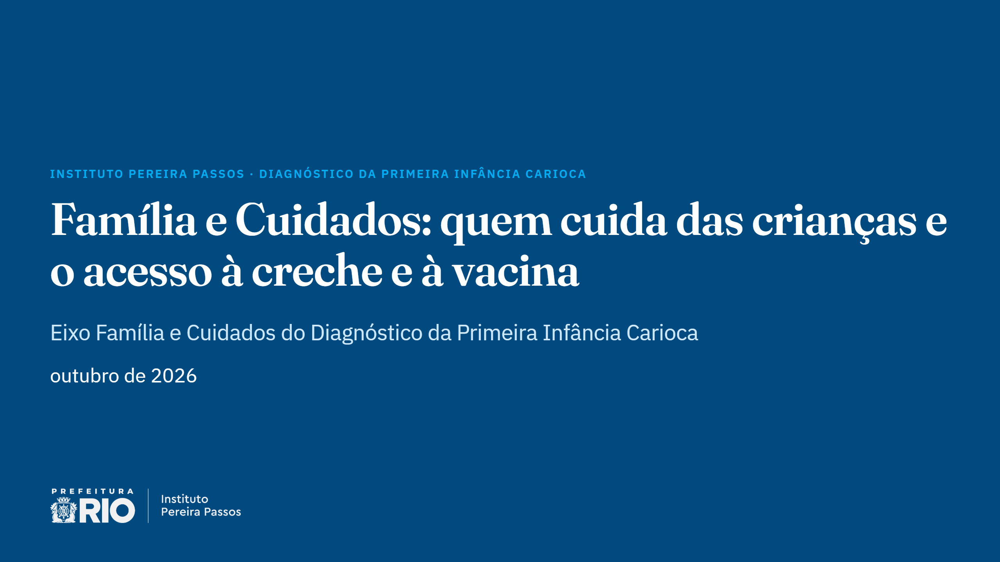 INSTITUTO PEREIRA PASSOS · DIAGNÓSTICO DA PRIMEIRA INFÂNCIA CARIOCA
Família e Cuidados: quem cuida das crianças e
o acesso à creche e à vacina
Eixo Família e Cuidados do Diagnóstico da Primeira Infância Carioca
outubro de 2026
PREFEITURA
RIO
Instituto
Pereira Passos